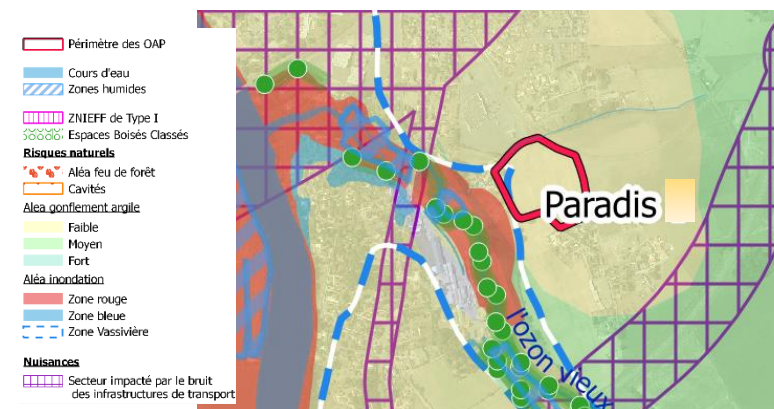 Périmètre des OAP
Cours d'eau
Zones humides
ZNIEFF de Type I
Espaces Boisés Classés
Risques naturels
Aléa feu de forêt
Cavités
Alea gonflement argile
Faible
Moyen
Fort
Aléa inondation
Zone rouge
Zone bleue
Zone Vassivière
Nuisances
Secteur impacté par le bruit
des infrastructures de transport
Paradis
l'ozon vieux